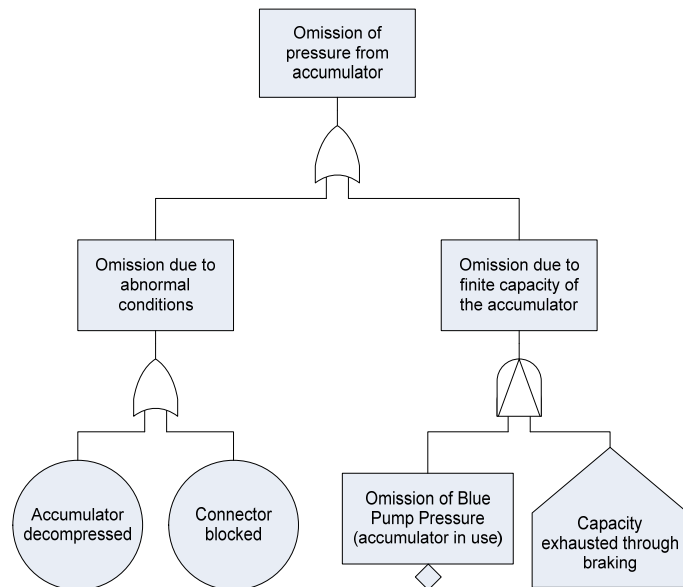 Omission of
pressure from
accumulator
Omission due to
abnormal
conditions
Omission due to
finite capacity of
the accumulator
Accumulator
decompressed
Connector
blocked
Omission of Blue
Pump Pressure
(accumulator in use)
Capacity
exhausted through
braking